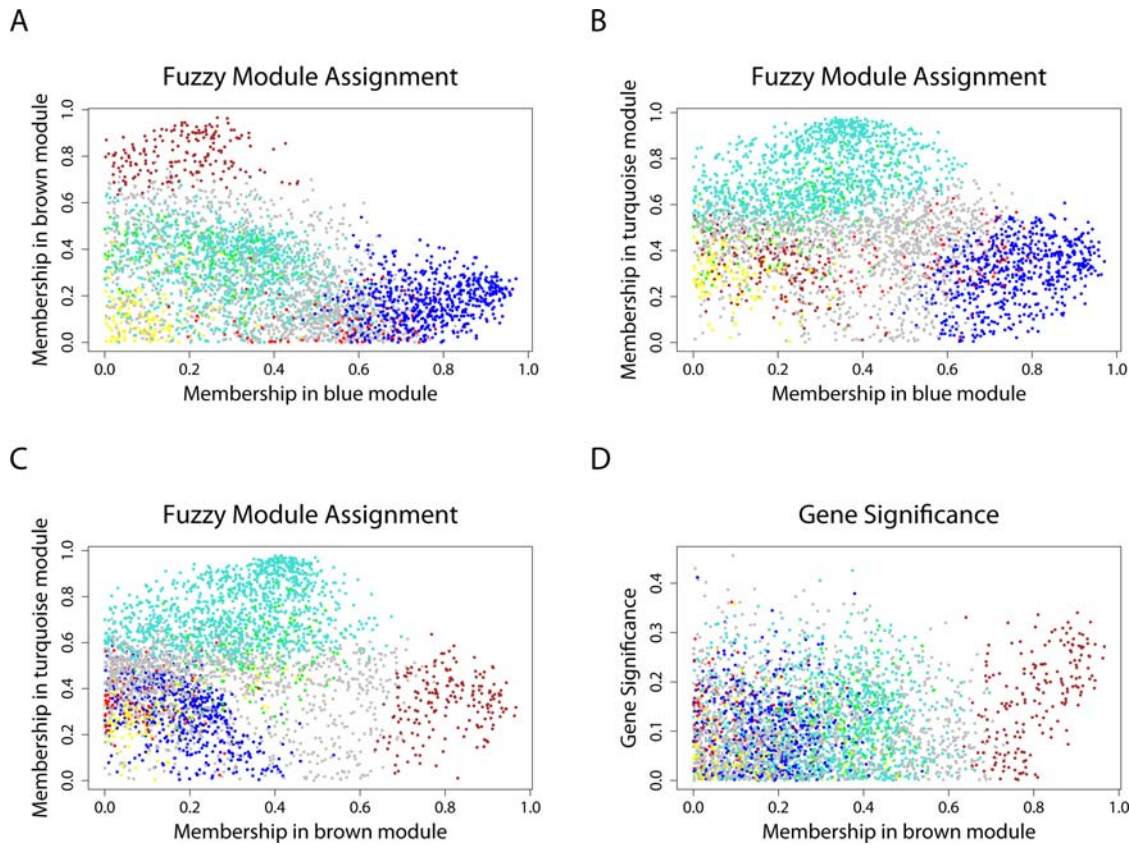 A
Fuzzy Module Assignment
Membership in brown module
0.0 0.2 0.4 0.6 0.8 1.0
0.0 0.2 0.4 0.6 0.8 1.0
Membership in blue module
B
Fuzzy Module Assignment
Membership in turquoise module
0.0 0.2 0.4 0.6 0.8 1.0
0.0 0.2 0.4 0.6 0.8 1.0
Membership in blue module
C
Fuzzy Module Assignment
Membership in turquoise module
0.0 0.2 0.4 0.6 0.8 1.0
0.0 0.2 0.4 0.6 0.8 1.0
Membership in brown module
D
Gene Significance
Gene Significance
0.0 0.1 0.2 0.3 0.4
0.0 0.2 0.4 0.6 0.8 1.0
Membership in brown module